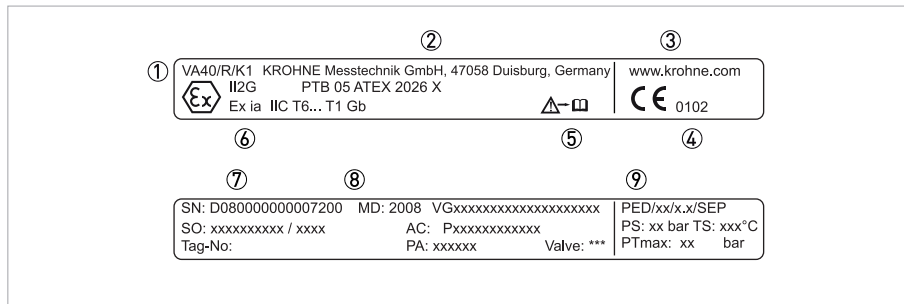 ② ③
① VA40/R/K1 KROHNE Messtechnik GmbH, 47058 Duisburg, Germany www.krohne.com
Ex II2G PTB 05 ATEX 2026 X
Ex ia IIC T6... T1 Gb CE 0102
⑥ ⑤ ④
⑦ ⑧ ⑨
SN: D080000000007200 MD: 2008 VGxxxxxxxxxxxxxxxxxxxx PED/xx/x.x/SEP
SO: xxxxxxxxxx / xxxx AC: Pxxxxxxxxxxxx PS: xx bar TS: xxx°C
Tag-No: PA: xxxxxx Valve: *** PTmax: xx bar